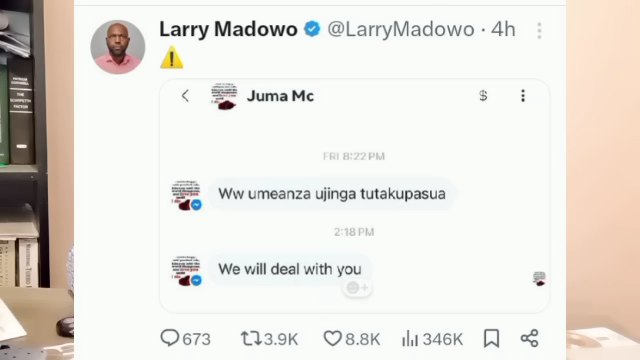 Larry Madowo @LarryMadowo · 4h
⚠️
Juma Mc $
FRI 8:22 PM
Ww umeanza ujinga tutakupasua
2:18 PM
We will deal with you
673 3.9K 8.8K 346K